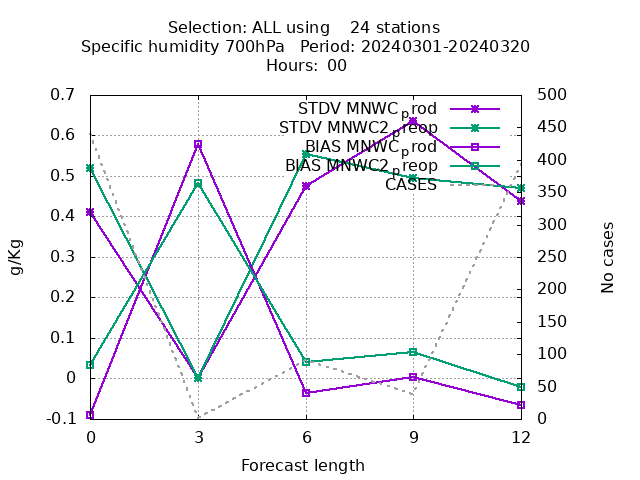 Selection: ALL using    24 stations
Specific humidity 700hPa   Period: 20240301-20240320
Hours:  00
STDV MNWC_prod
STDV MNWC2_preop
BIAS MNWC_prod
BIAS MNWC2_preop
CASES
0.7
0.6
0.5
0.4
0.3
0.2
0.1
0
-0.1
g/Kg
500
450
400
350
300
250
200
150
100
50
0
No cases
0 3 6 9 12
Forecast length